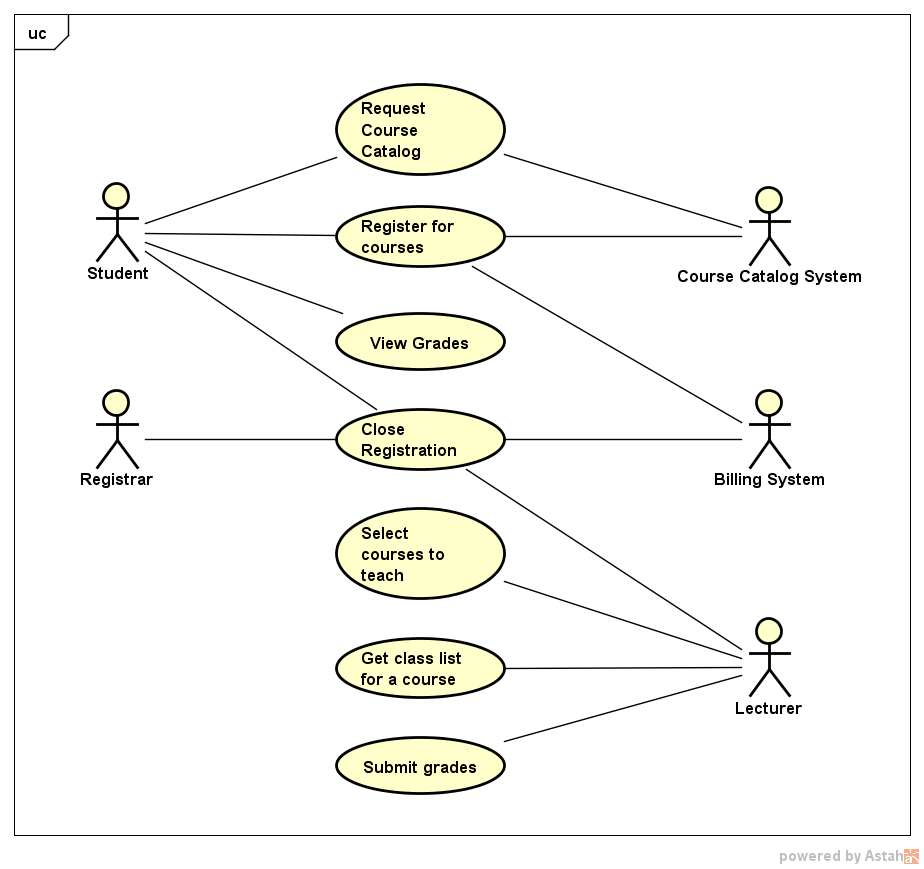 uc
Request
Course
Catalog
Student
Register for
courses
Course Catalog System
View Grades
Registrar
Close
Registration
Billing System
Select
courses to
teach
Get class list
for a course
Lecturer
Submit grades
powered by Astah